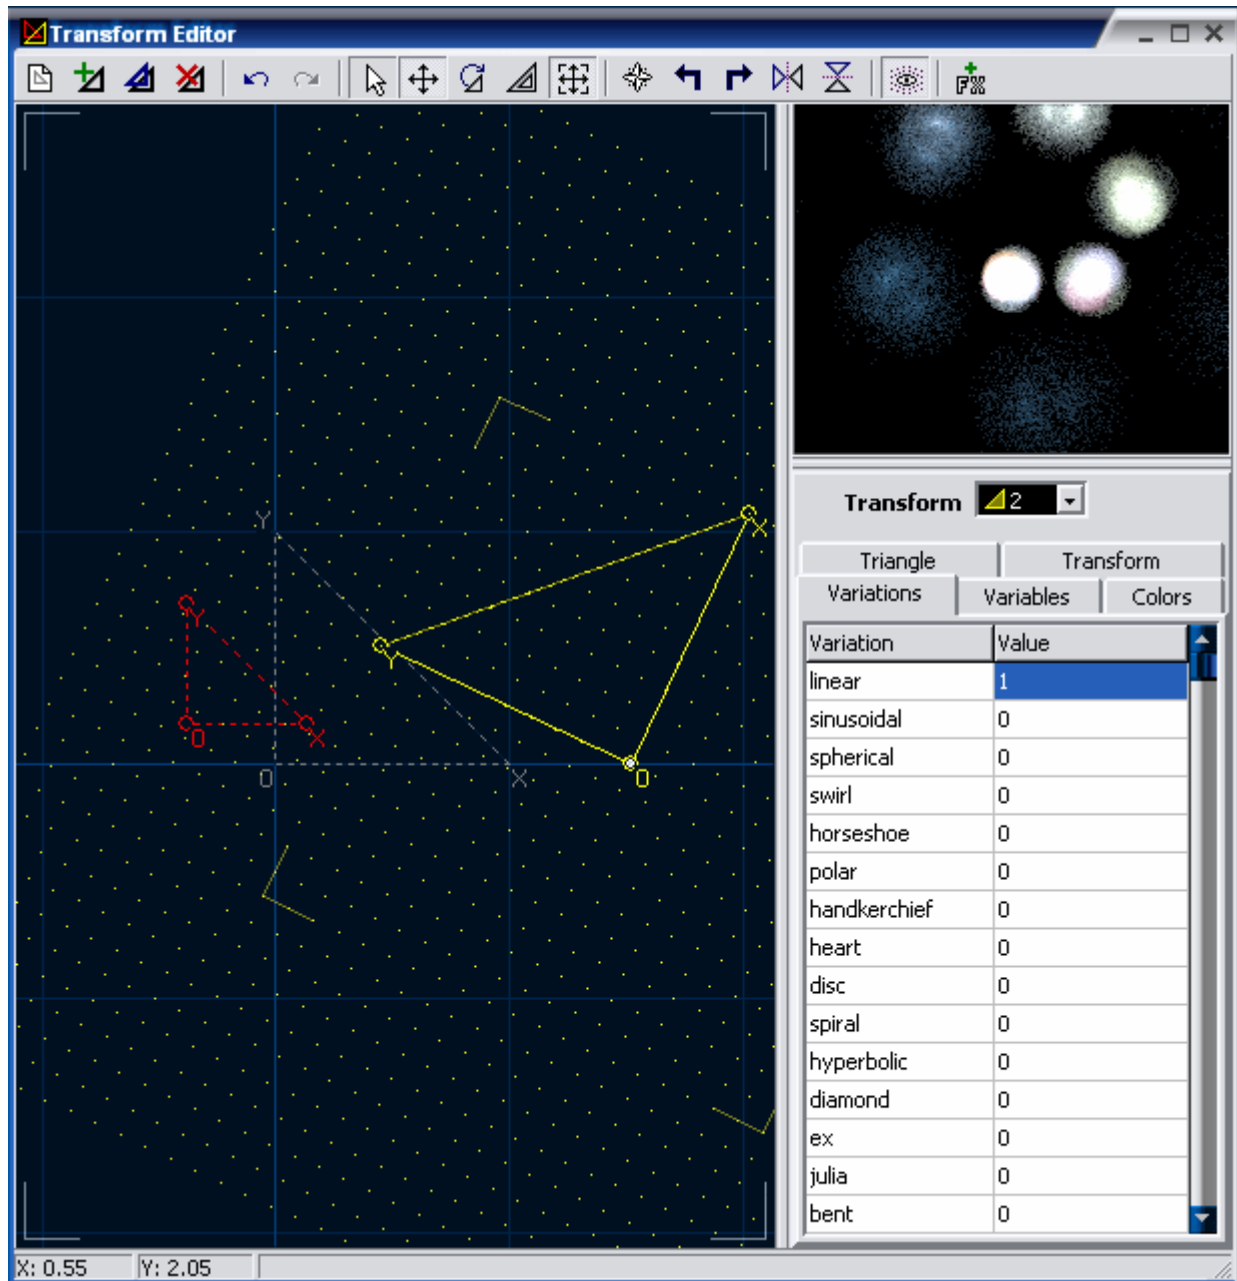 Transform Editor
FX
Y
X
Y
Y
O
X
O
X
O
Transform 2
Triangle Transform
Variations Variables Colors
Variation Value
linear 1
sinusoidal 0
spherical 0
swirl 0
horseshoe 0
polar 0
handkerchief 0
heart 0
disc 0
spiral 0
hyperbolic 0
diamond 0
ex 0
julia 0
bent 0
X: 0.55 Y: 2.05